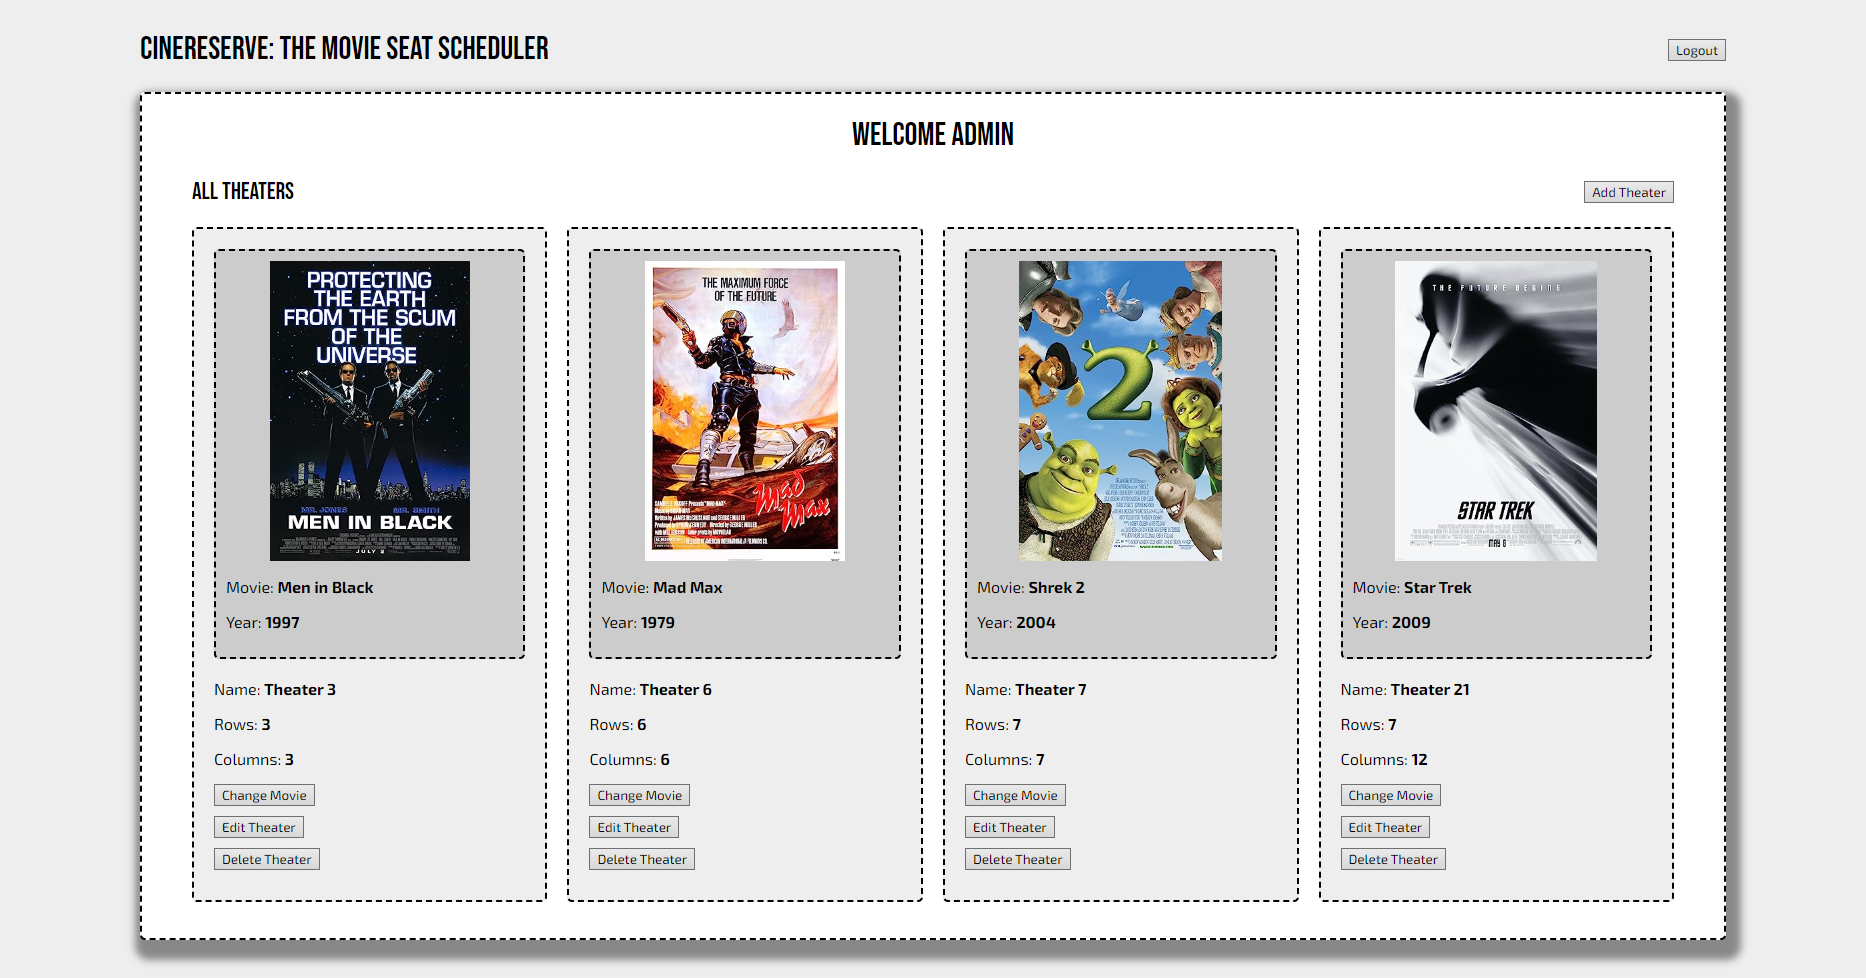 CINERESERVE: THE MOVIE SEAT SCHEDULER
Logout
WELCOME ADMIN
ALL THEATERS
Add Theater
PROTECTING
THE EARTH
FROM THE SCUM
OF THE
UNIVERSE
MR. JONES MR. SMITH
MEN IN BLACK
JULY 2
Movie: Men in Black
Year: 1997
Name: Theater 3
Rows: 3
Columns: 3
Change Movie
Edit Theater
Delete Theater
THE MAXIMUM FORCE
OF THE FUTURE
Mad
Max
Movie: Mad Max
Year: 1979
Name: Theater 6
Rows: 6
Columns: 6
Change Movie
Edit Theater
Delete Theater
2
Movie: Shrek 2
Year: 2004
Name: Theater 7
Rows: 7
Columns: 7
Change Movie
Edit Theater
Delete Theater
THE FUTURE BEGINS
STAR TREK
MAY 8
Movie: Star Trek
Year: 2009
Name: Theater 21
Rows: 7
Columns: 12
Change Movie
Edit Theater
Delete Theater